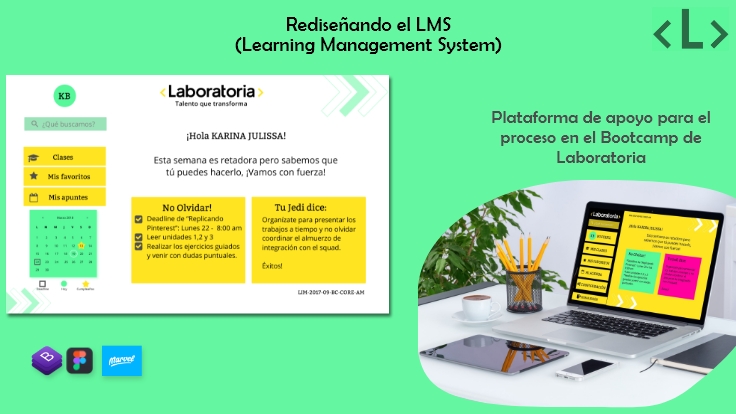 Rediseñando el LMS
(Learning Management System)
<L>
Plataforma de apoyo para el
proceso en el Bootcamp de
Laboratoria
KB
¿Qué buscamos?
Clases
Mis favoritos
Mis apuntes
<Laboratoria>
Talento que transforma
¡Hola KARINA JULISSA!
Esta semana es retadora pero sabemos que
tú puedes hacerlo, ¡Vamos con fuerza!
No Olvidar!
Deadline de "Replicando
Pinterest": Lunes 22 - 8:00 am
Leer unidades 1,2 y 3
Realizar los ejercicios guiados
y venir con dudas puntuales.
Tu Jedi dice:
Organízate para presentar los
trabajos a tiempo y no olvidar
coordinar el almuerzo de
integración con el squad.
Éxitos!
LIM-2017-09-BC-CORE-AM
B
Marvel
<Laboratoria>